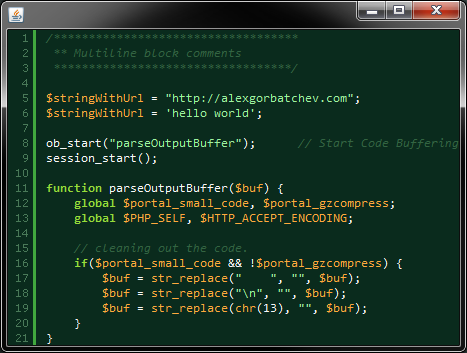 1 /*********************************
2 ** Multiline block comments
3 ********************************/
4
5 $stringWithUrl = "http://alexgorbatchev.com";
6 $stringWithUrl = 'hello world';
7
8 ob_start("parseOutputBuffer");      // Start Code Buffering
9 session_start();
10
11 function parseOutputBuffer($buf) {
12     global $portal_small_code, $portal_gzcompress;
13     global $PHP_SELF, $HTTP_ACCEPT_ENCODING;
14
15     // cleaning out the code.
16     if($portal_small_code && !$portal_gzcompress) {
17         $buf = str_replace("    ", "", $buf);
18         $buf = str_replace("\n", "", $buf);
19         $buf = str_replace(chr(13), "", $buf);
20     }
21 }